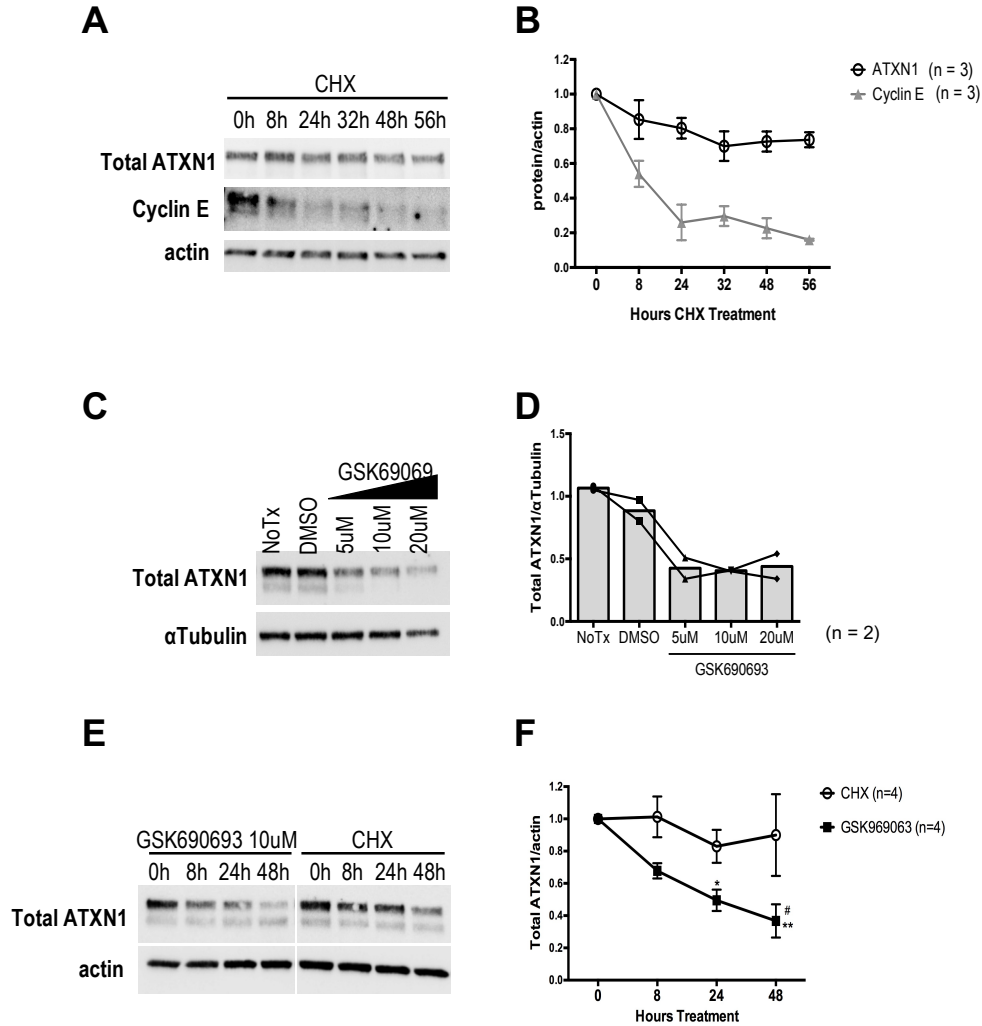 A
CHX
0h 8h 24h 32h 48h 56h
Total ATXN1
Cyclin E
actin
B
1.2
1.0
0.8
0.6
0.4
0.2
0.0
protein/actin
0 8 24 32 48 56
Hours CHX Treatment
ATXN1 (n = 3)
Cyclin E (n = 3)
C
GSK69069
NoTx
DMSO
5uM
10uM
20uM
Total ATXN1
αTubulin
D
1.5
1.0
0.5
0.0
Total ATXN1/αTubulin
NoTx DMSO 5uM 10uM 20uM
GSK690693
(n = 2)
E
GSK690693 10uM CHX
0h 8h 24h 48h 0h 8h 24h 48h
Total ATXN1
actin
F
1.2
1.0
0.8
0.6
0.4
0.2
0.0
Total ATXN1/actin
*
#
**
0 8 24 48
Hours Treatment
CHX (n=4)
GSK969063 (n=4)